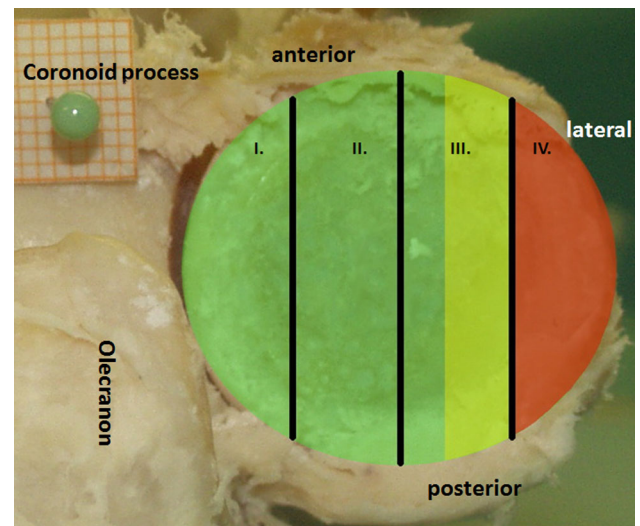 anterior
Coronoid process
lateral
I.
II.
III.
IV.
Olecranon
posterior